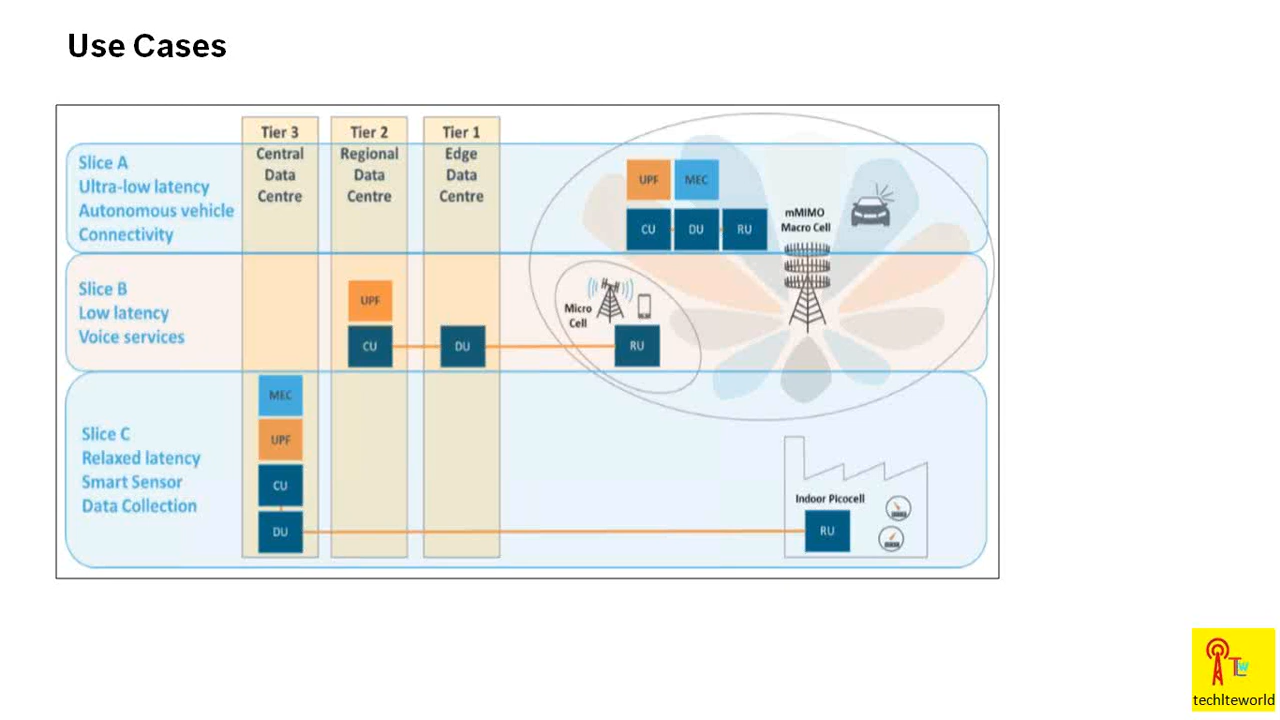 Use Cases
Tier 3
Central
Data
Centre
Tier 2
Regional
Data
Centre
Tier 1
Edge
Data
Centre
Slice A
Ultra-low latency
Autonomous vehicle
Connectivity
UPF
MEC
CU
DU
RU
mMIMO
Macro Cell
Slice B
Low latency
Voice services
UPF
CU
DU
Micro
Cell
RU
Slice C
Relaxed latency
Smart Sensor
Data Collection
MEC
UPF
CU
DU
Indoor Picocell
RU
TLW
techlteworld